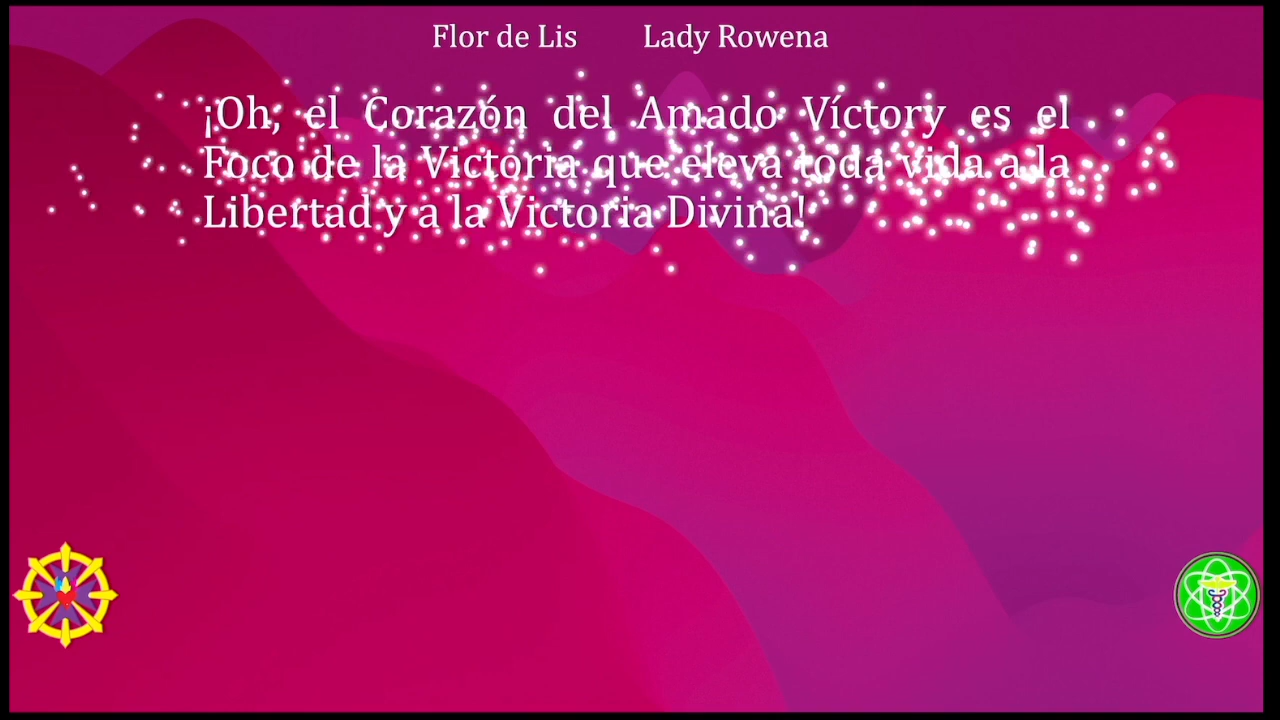 Flor de Lis Lady Rowena
¡Oh, el Corazón del Amado Víctory es el
Foco de la Victoria que eleva toda vida a la
Libertad y a la Victoria Divina!